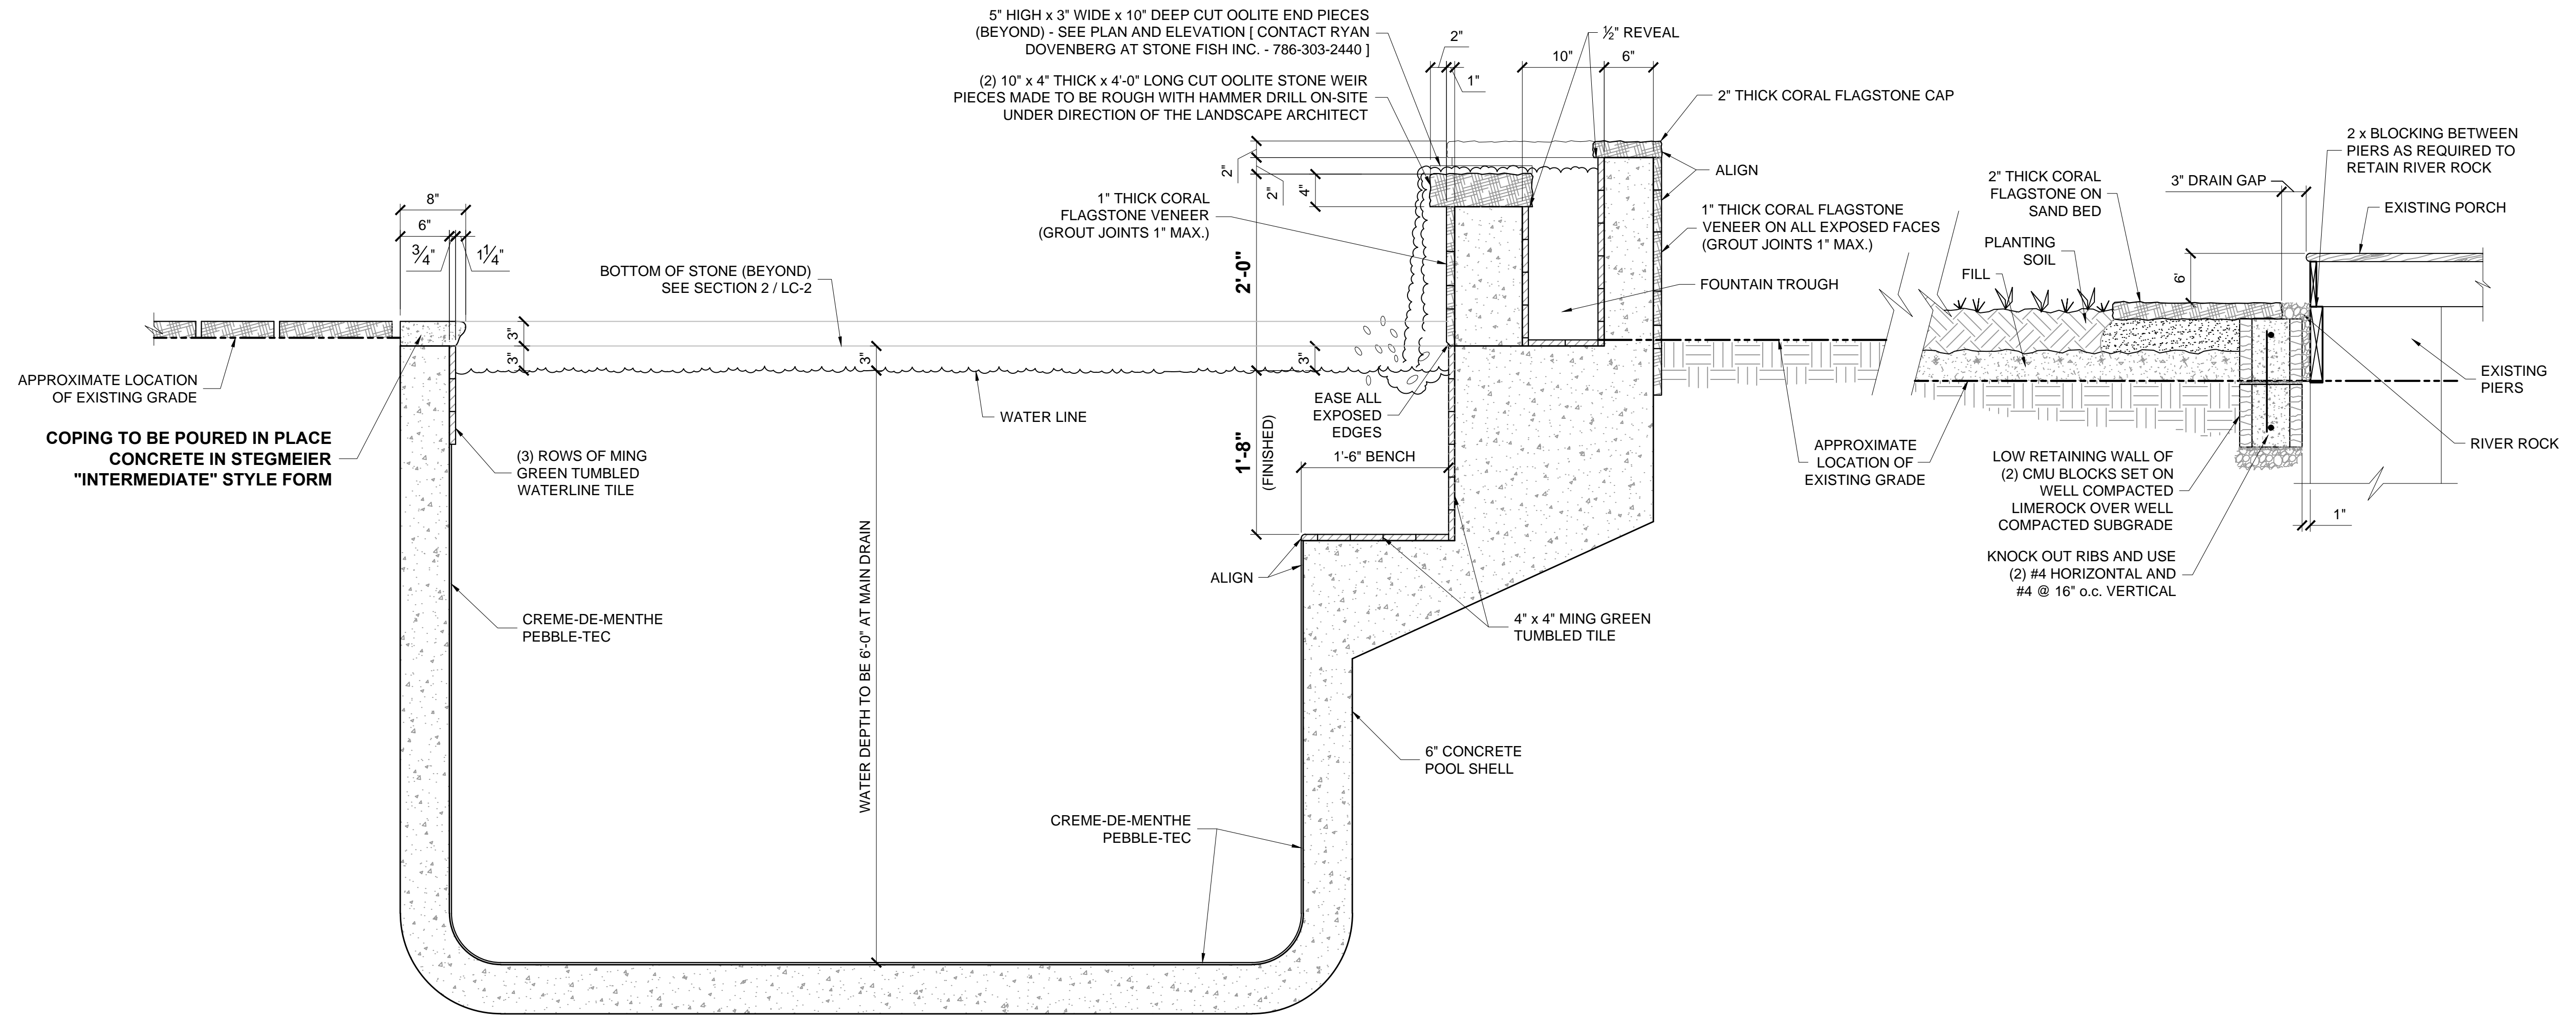 5" HIGH x 3" WIDE x 10" DEEP CUT OOLITE END PIECES
(BEYOND) - SEE PLAN AND ELEVATION [ CONTACT RYAN
DOVENBERG AT STONE FISH INC. - 786-303-2440 ]
(2) 10" x 4" THICK x 4'-0" LONG CUT OOLITE STONE WEIR
PIECES MADE TO BE ROUGH WITH HAMMER DRILL ON-SITE
UNDER DIRECTION OF THE LANDSCAPE ARCHITECT
2"
1"
½" REVEAL
10"
6"
2" THICK CORAL FLAGSTONE CAP
ALIGN
2"
2"
4"
1" THICK CORAL
FLAGSTONE VENEER
(GROUT JOINTS 1" MAX.)
1" THICK CORAL FLAGSTONE
VENEER ON ALL EXPOSED FACES
(GROUT JOINTS 1" MAX.)
FOUNTAIN TROUGH
2 x BLOCKING BETWEEN
PIERS AS REQUIRED TO
RETAIN RIVER ROCK
2" THICK CORAL
FLAGSTONE ON
SAND BED
3" DRAIN GAP
EXISTING PORCH
PLANTING
SOIL
FILL
6'
8"
6"
¾"
1¼"
BOTTOM OF STONE (BEYOND)
SEE SECTION 2 / LC-2
2'-0"
3"
3"
3"
3"
APPROXIMATE LOCATION
OF EXISTING GRADE
COPING TO BE POURED IN PLACE
CONCRETE IN STEGMEIER
"INTERMEDIATE" STYLE FORM
(3) ROWS OF MING
GREEN TUMBLED
WATERLINE TILE
WATER LINE
EASE ALL
EXPOSED
EDGES
1'-8"
(FINISHED)
1'-6" BENCH
APPROXIMATE
LOCATION OF
EXISTING GRADE
EXISTING
PIERS
RIVER ROCK
LOW RETAINING WALL OF
(2) CMU BLOCKS SET ON
WELL COMPACTED
LIMEROCK OVER WELL
COMPACTED SUBGRADE
1"
KNOCK OUT RIBS AND USE
(2) #4 HORIZONTAL AND
#4 @ 16" o.c. VERTICAL
WATER DEPTH TO BE 6'-0" AT MAIN DRAIN
ALIGN
CREME-DE-MENTHE
PEBBLE-TEC
4" x 4" MING GREEN
TUMBLED TILE
6" CONCRETE
POOL SHELL
CREME-DE-MENTHE
PEBBLE-TEC